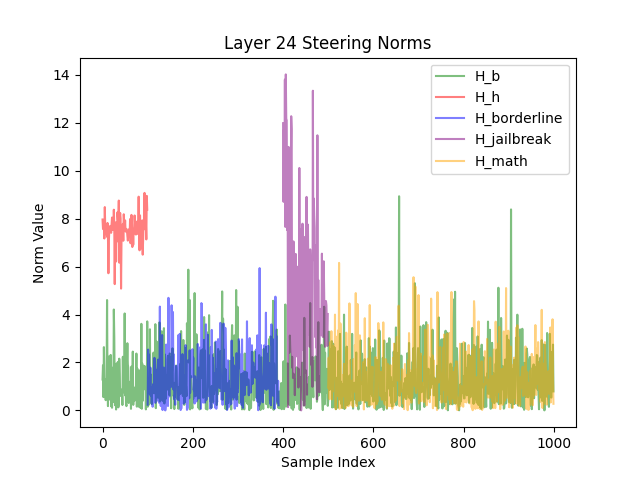 Layer 24 Steering Norms
H_b
H_h
H_borderline
H_jailbreak
H_math
Norm Value
14
12
10
8
6
4
2
0
0 200 400 600 800 1000
Sample Index